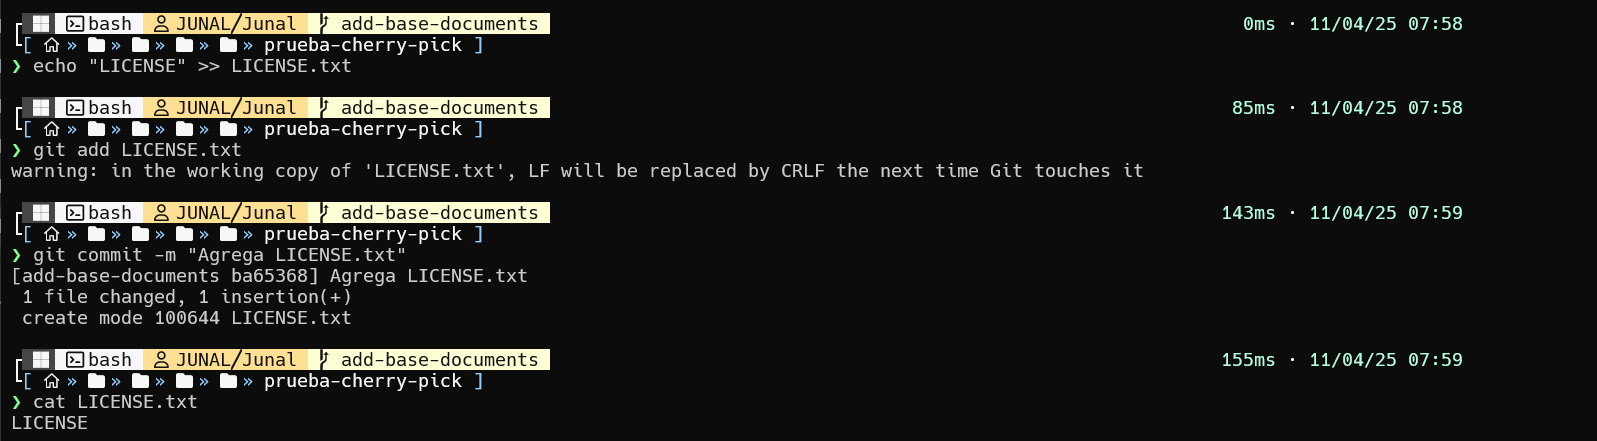 bash JUNAL/Junal add-base-documents 0ms · 11/04/25 07:58
[ » » » » » prueba-cherry-pick ]
❯ echo "LICENSE" >> LICENSE.txt
bash JUNAL/Junal add-base-documents 85ms · 11/04/25 07:58
[ » » » » » prueba-cherry-pick ]
❯ git add LICENSE.txt
warning: in the working copy of 'LICENSE.txt', LF will be replaced by CRLF the next time Git touches it
bash JUNAL/Junal add-base-documents 143ms · 11/04/25 07:59
[ » » » » » prueba-cherry-pick ]
❯ git commit -m "Agrega LICENSE.txt"
[add-base-documents ba65368] Agrega LICENSE.txt
1 file changed, 1 insertion(+)
create mode 100644 LICENSE.txt
bash JUNAL/Junal add-base-documents 155ms · 11/04/25 07:59
[ » » » » » prueba-cherry-pick ]
❯ cat LICENSE.txt
LICENSE